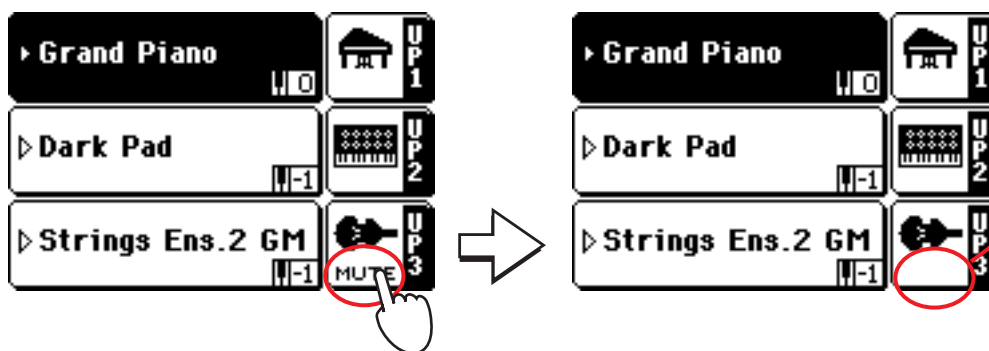 Grand Piano
0
UP1
Dark Pad
-1
UP2
Strings Ens.2 GM
-1
MUTE
UP3
Grand Piano
0
UP1
Dark Pad
-1
UP2
Strings Ens.2 GM
-1
UP3